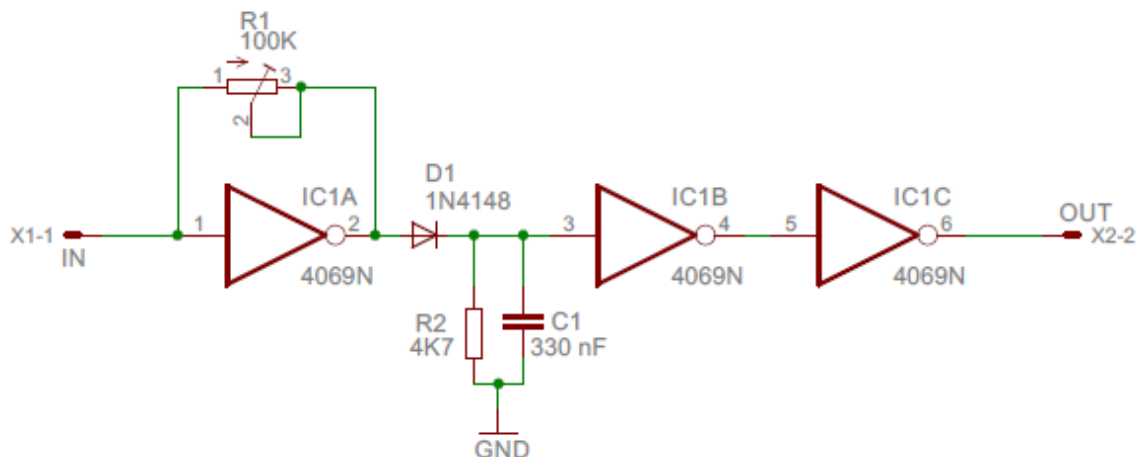 R1
100K
1
3
2
X1-1
IN
1
IC1A
2
4069N
D1
1N4148
R2
4K7
C1
330 nF
GND
3
IC1B
4
4069N
5
IC1C
6
4069N
OUT
X2-2